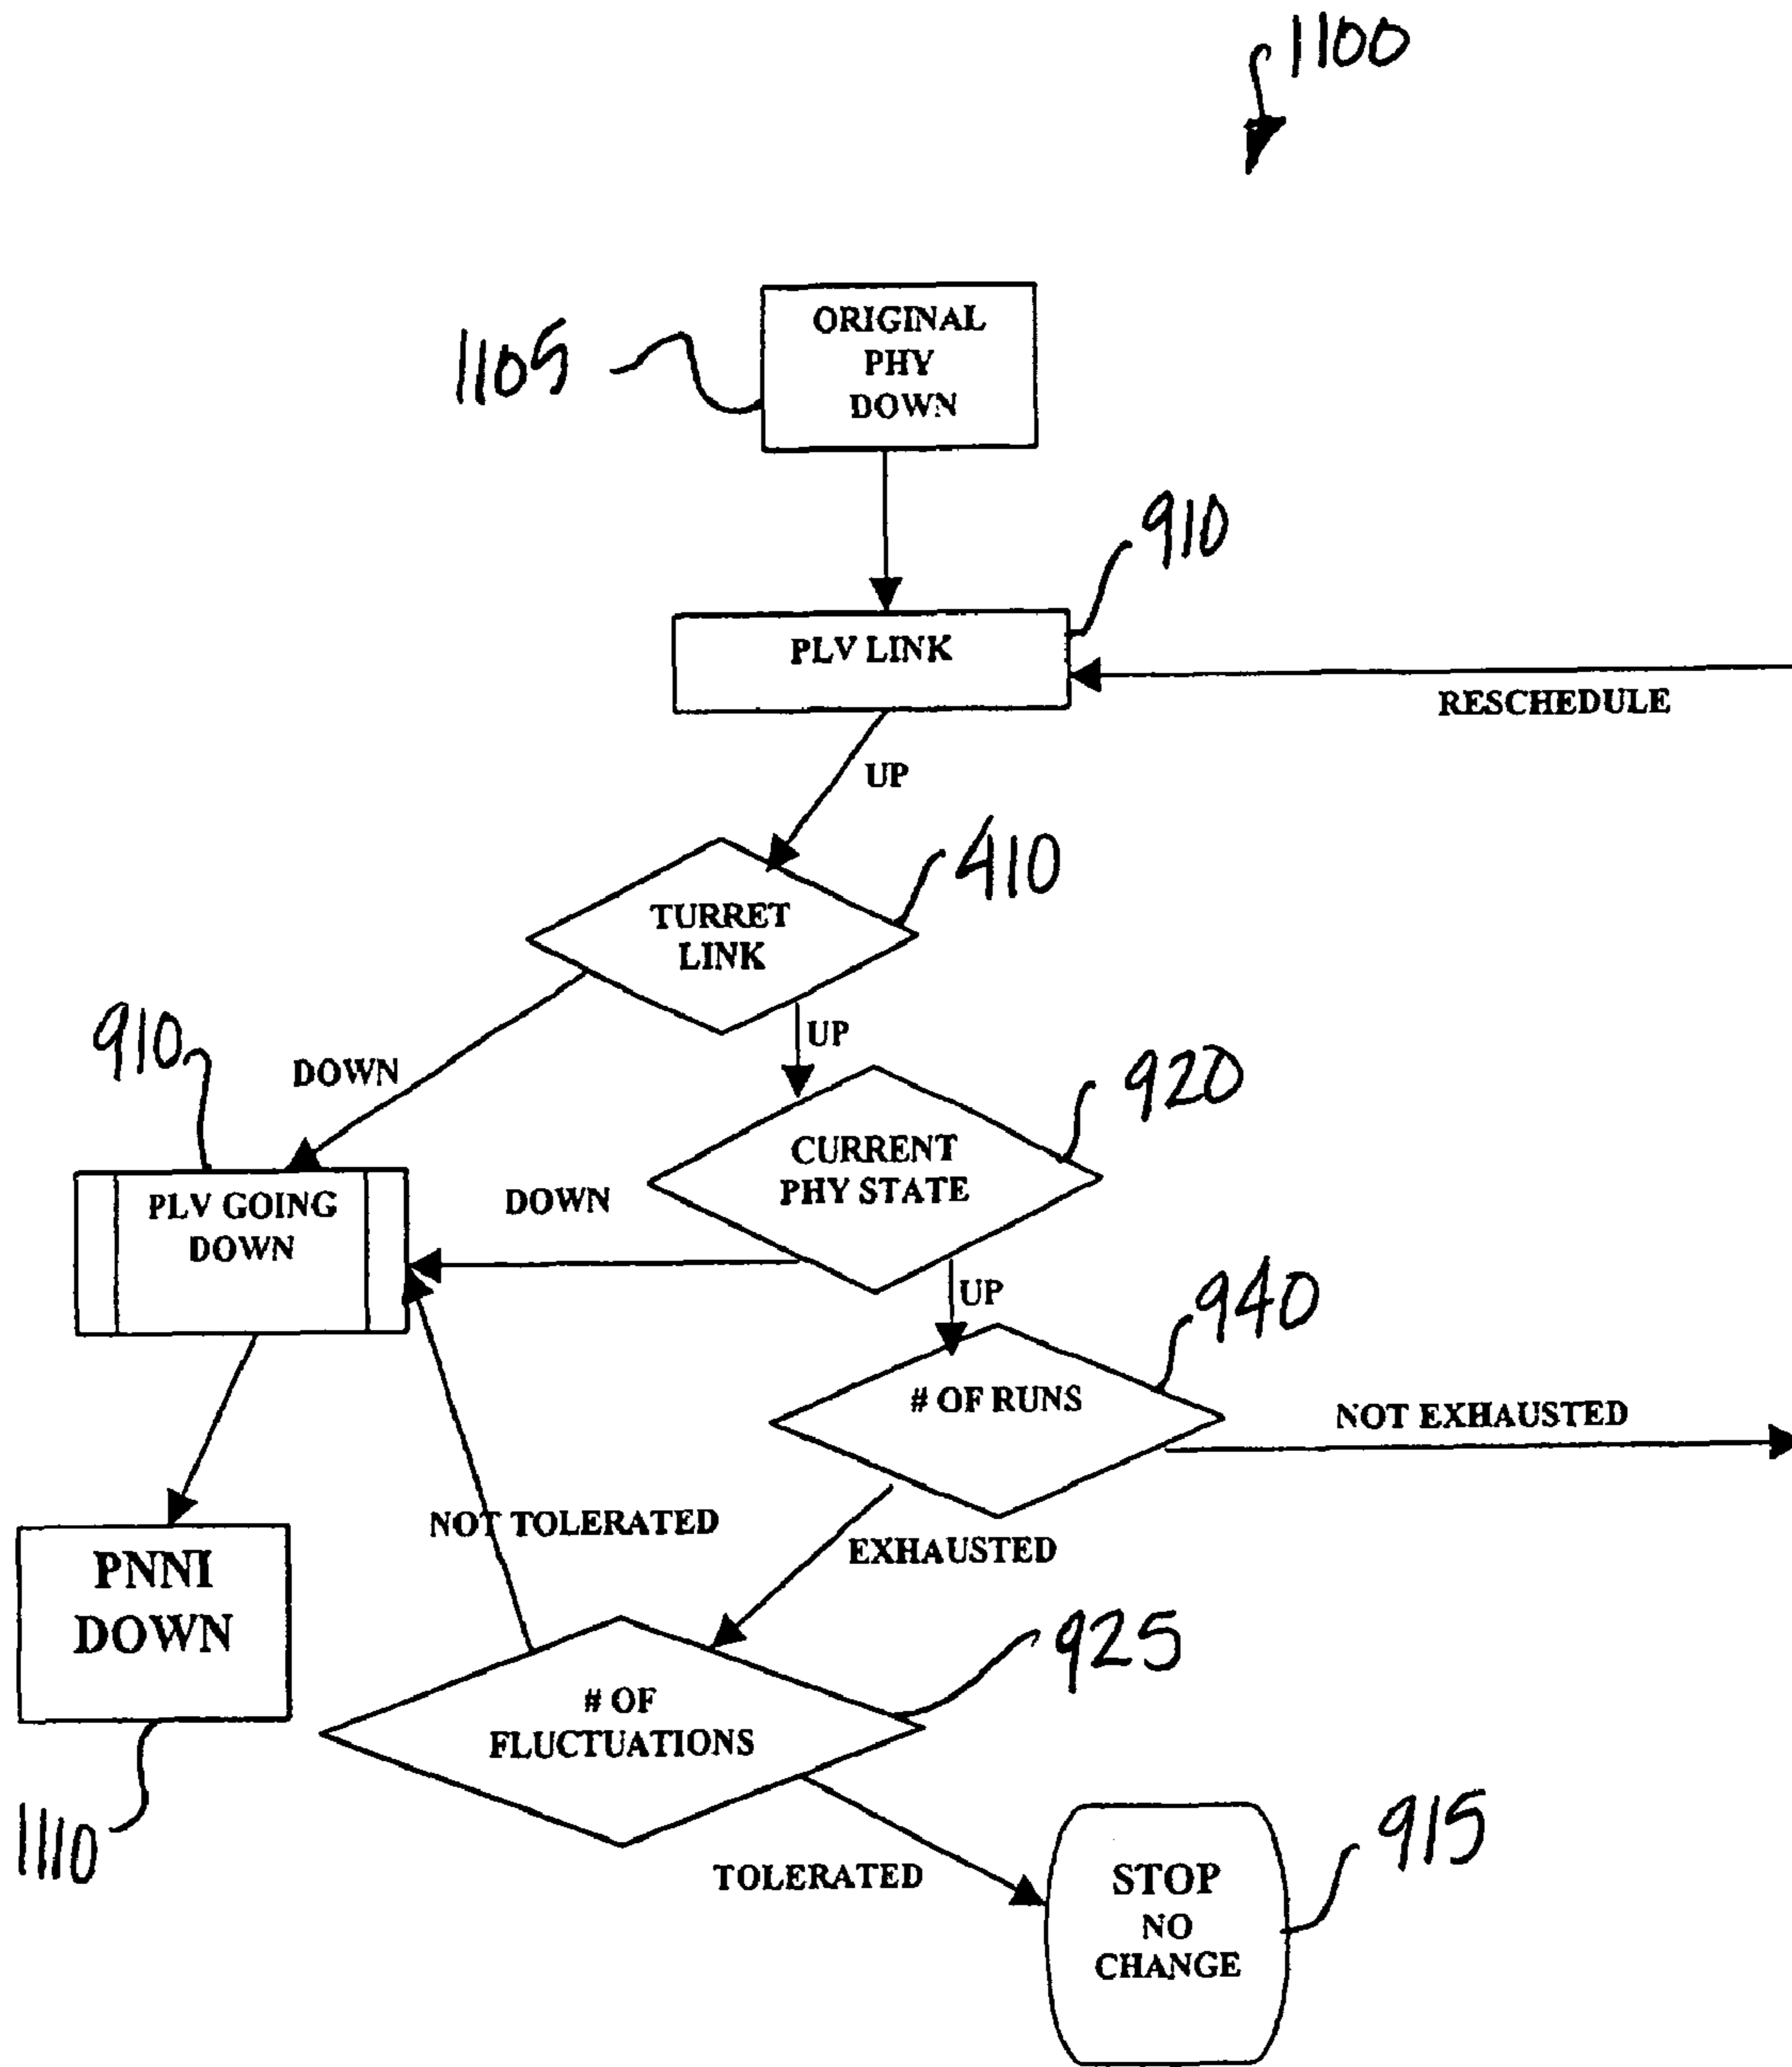 1100
ORIGINAL
PHY
DOWN
1105
910
PLV LINK
RESCHEDULE
UP
410
TURRET
LINK
910
DOWN
UP
920
CURRENT
PHY STATE
PLV GOING
DOWN
DOWN
UP
940
# OF RUNS
NOT EXHAUSTED
NOT TOLERATED
EXHAUSTED
PNNI
DOWN
925
# OF
FLUCTUATIONS
1110
TOLERATED
915
STOP
NO
CHANGE